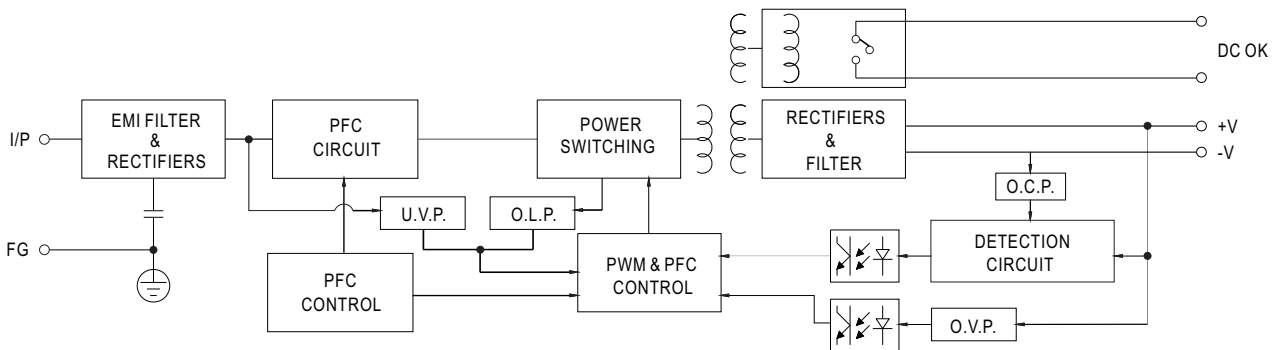 DC OK
I/P
EMI FILTER
&
RECTIFIERS
PFC
CIRCUIT
POWER
SWITCHING
RECTIFIERS
&
FILTER
+V
-V
O.C.P.
U.V.P.
O.L.P.
FG
PFC
CONTROL
PWM & PFC
CONTROL
DETECTION
CIRCUIT
O.V.P.